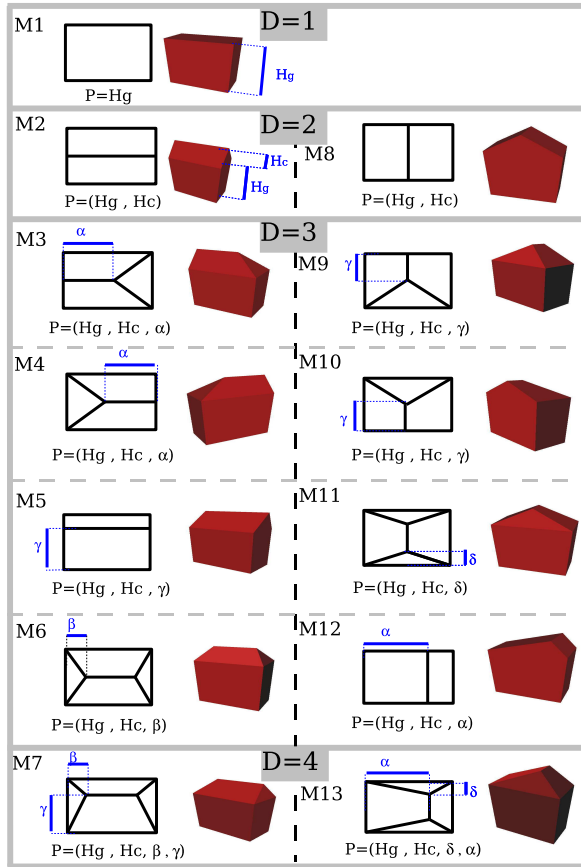 M1
D=1
Hg
P=Hg
M2
D=2
Hc
Hg
P=(Hg , Hc)
M8
P=(Hg , Hc)
D=3
M3
α
P=(Hg , Hc , α)
M9
γ
P=(Hg , Hc , γ)
M4
α
P=(Hg , Hc , α)
M10
γ
P=(Hg , Hc , γ)
M5
γ
P=(Hg , Hc , γ)
M11
δ
P=(Hg , Hc, δ)
M6
β
P=(Hg , Hc, β)
M12
α
P=(Hg , Hc , α)
D=4
M7
β
γ
P=(Hg , Hc, β , γ)
M13
α
δ
P=(Hg , Hc, δ , α)